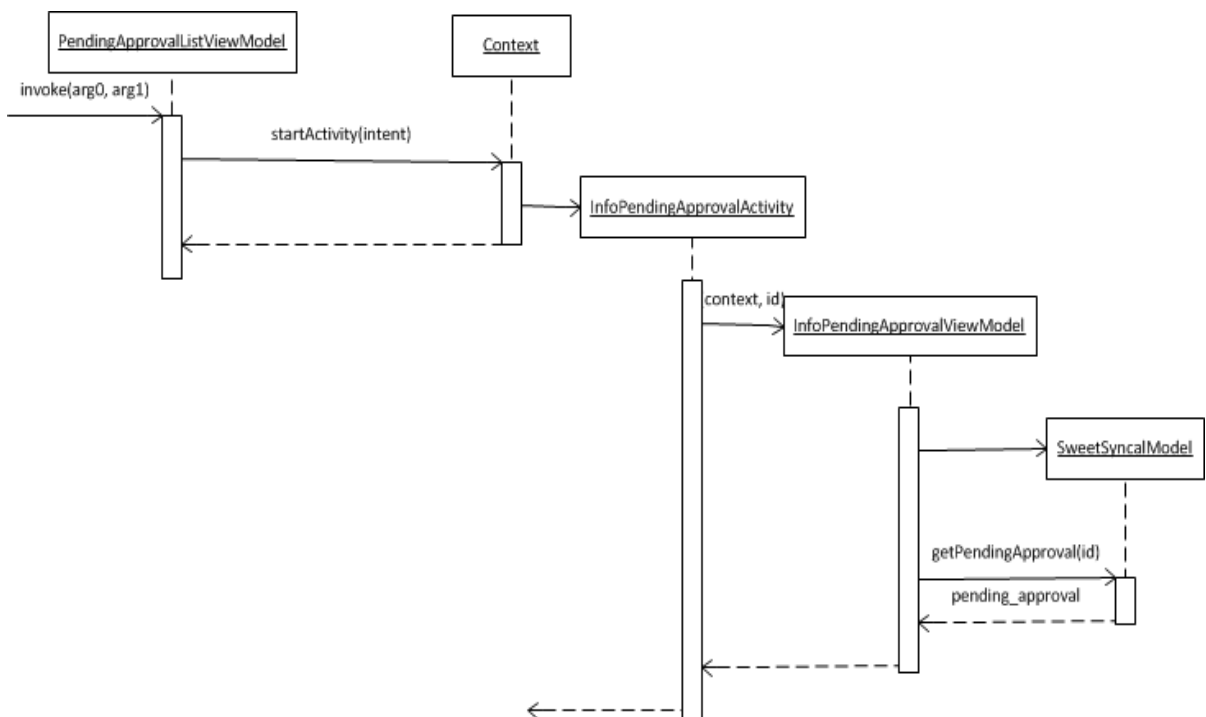 PendingApprovalListViewModel
Context
invoke(arg0, arg1)
startActivity(intent)
InfoPendingApprovalActivity
context, id)
InfoPendingApprovalViewModel
SweetSyncalModel
getPendingApproval(id)
pending_approval